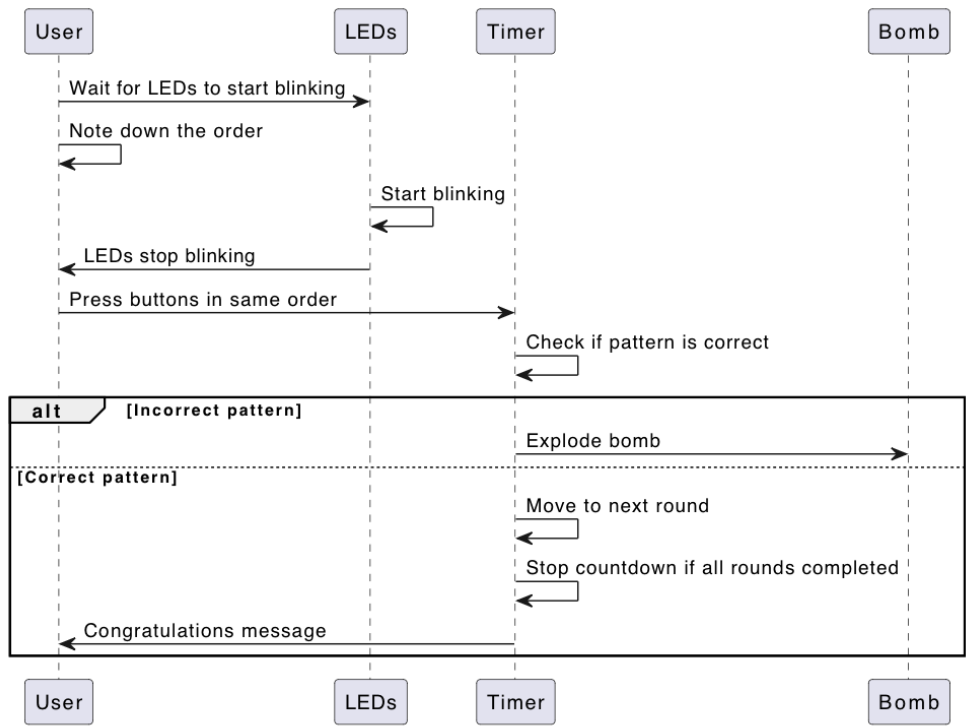 User LEDs Timer Bomb
Wait for LEDs to start blinking
Note down the order
Start blinking
LEDs stop blinking
Press buttons in same order
Check if pattern is correct
alt [Incorrect pattern]
Explode bomb
[Correct pattern]
Move to next round
Stop countdown if all rounds completed
Congratulations message
User LEDs Timer Bomb